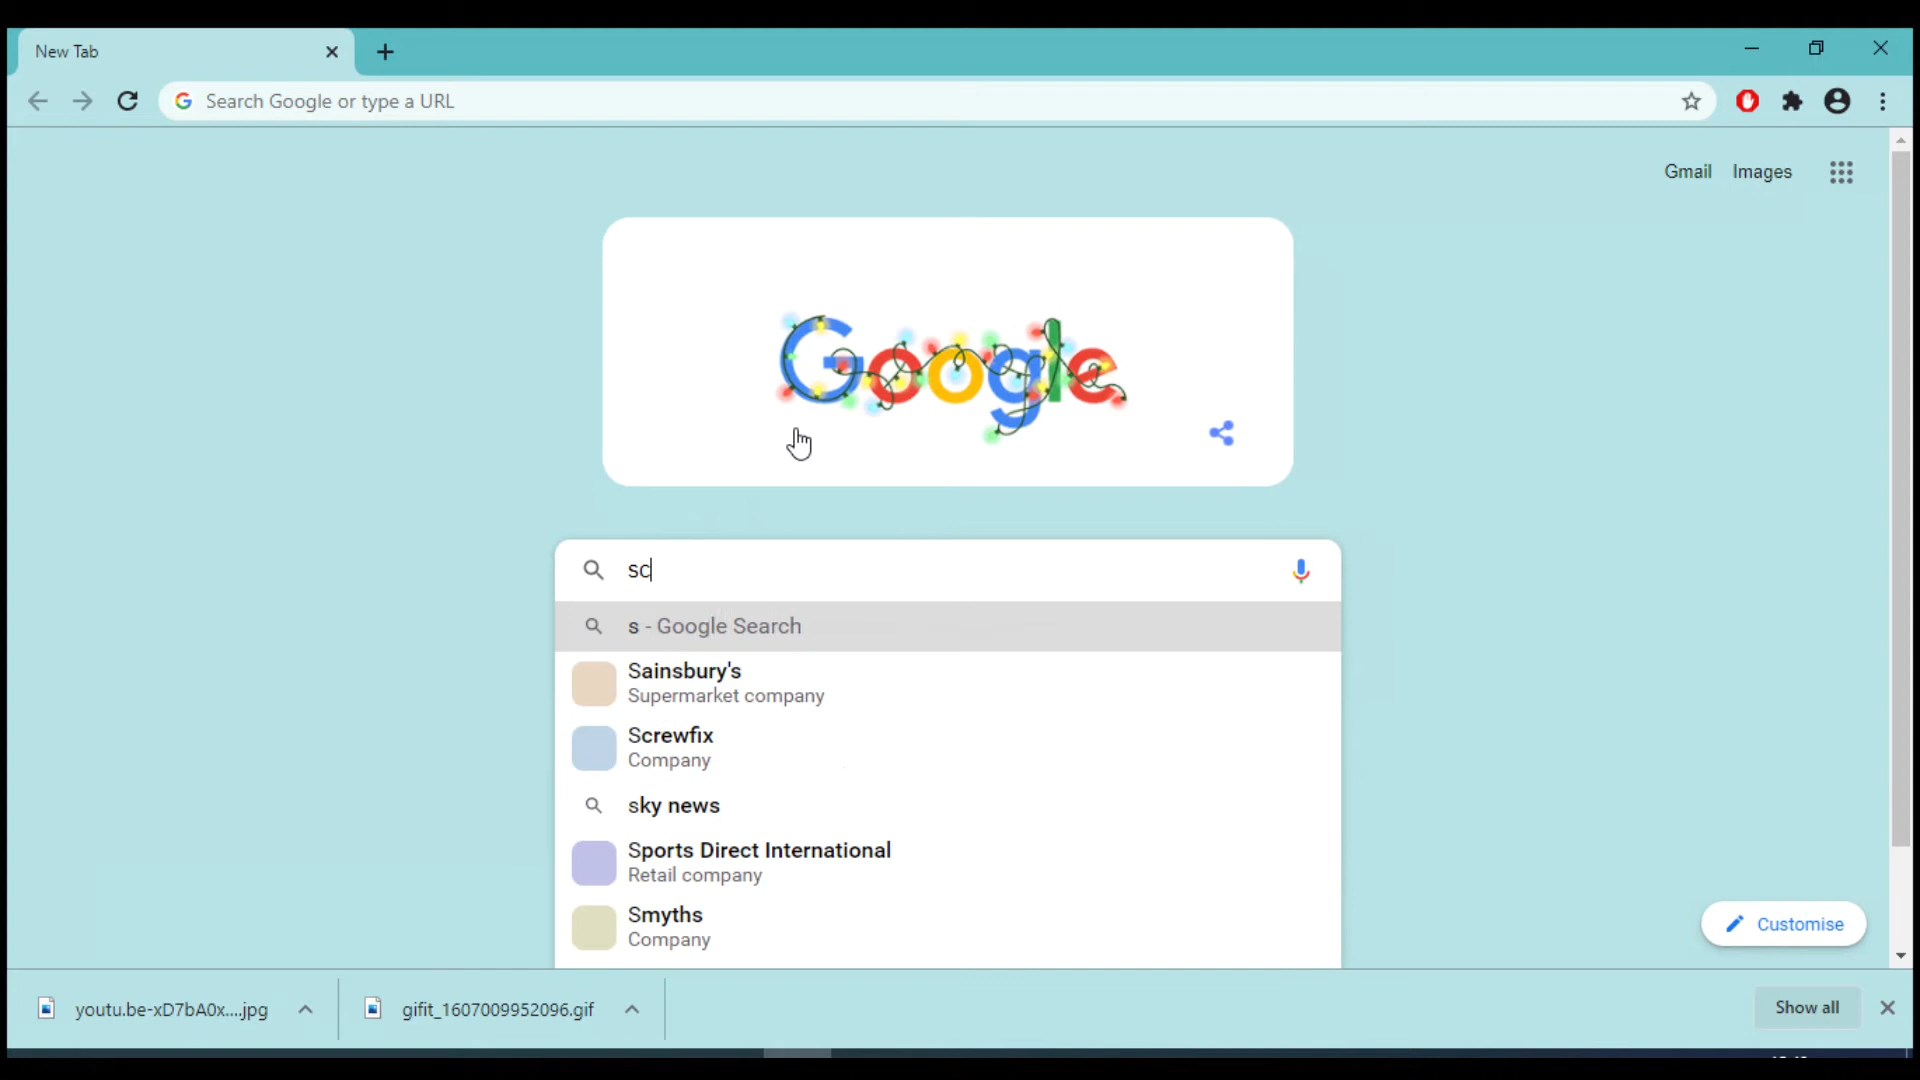 New Tab
Search Google or type a URL
Gmail Images
Google
sc
s - Google Search
Sainsbury's
Supermarket company
Screwfix
Company
sky news
Sports Direct International
Retail company
Smyths
Company
Customise
youtu.be-xD7bA0x....jpg gifit_1607009952096.gif Show all